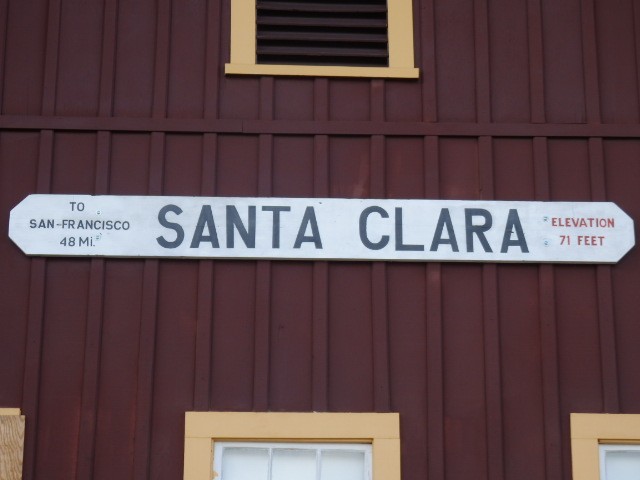 TO
SAN-FRANCISCO
48 Mi.
SANTA CLARA
ELEVATION
71 FEET